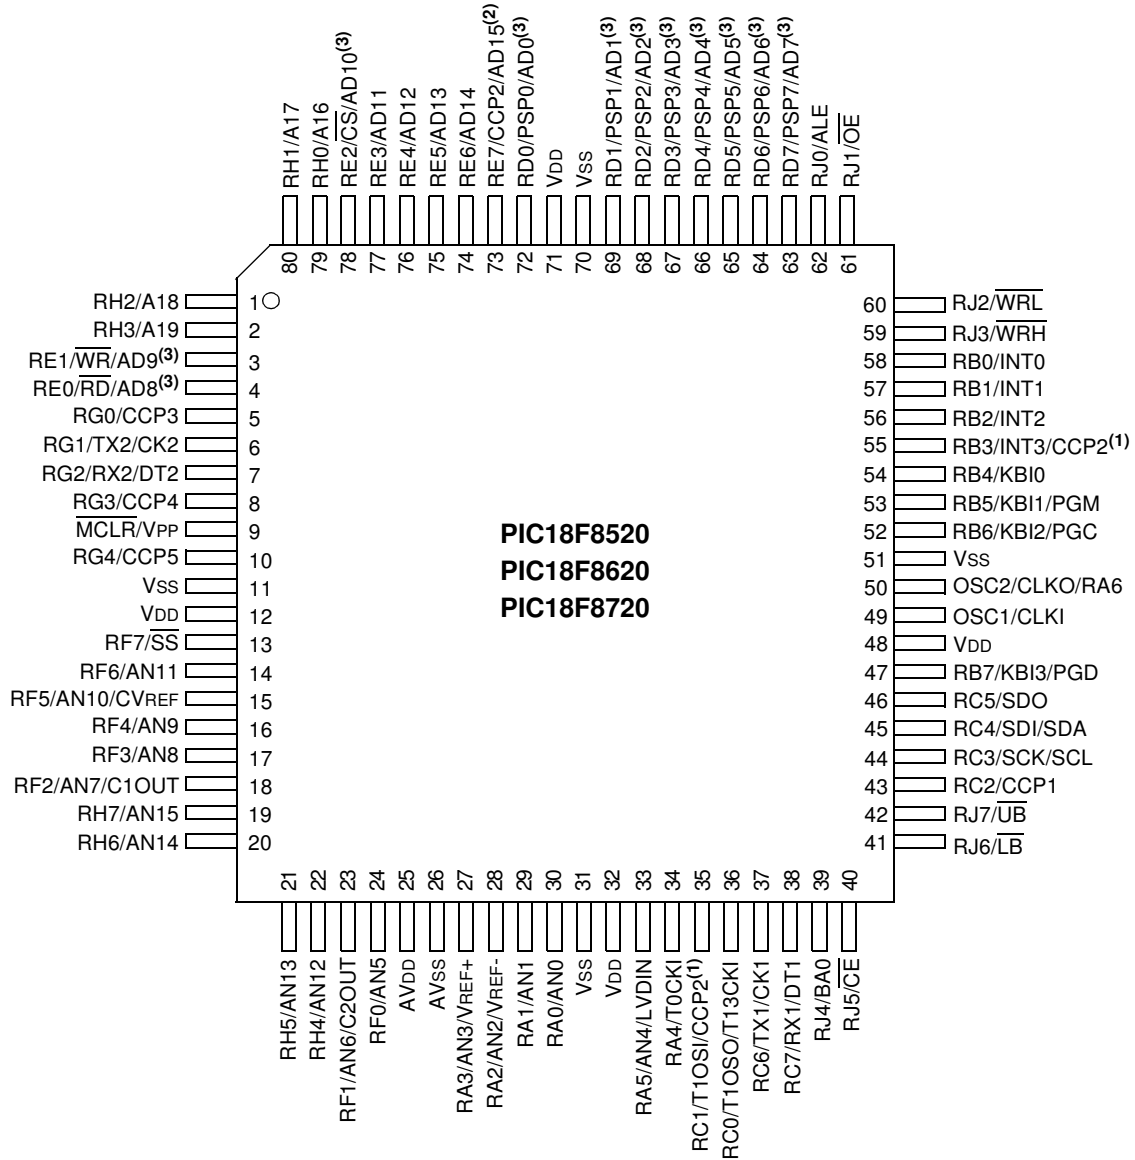 RH1/A17
RH0/A16
RE2/CS/AD10(3)
RE3/AD11
RE4/AD12
RE5/AD13
RE6/AD14
RE7/CCP2/AD15(2)
RD0/PSP0/AD0(3)
VDD
VSS
RD1/PSP1/AD1(3)
RD2/PSP2/AD2(3)
RD3/PSP3/AD3(3)
RD4/PSP4/AD4(3)
RD5/PSP5/AD5(3)
RD6/PSP6/AD6(3)
RD7/PSP7/AD7(3)
RJ0/ALE
RJ1/OE
80
79
78
77
76
75
74
73
72
71
70
69
68
67
66
65
64
63
62
61
RH2/A18 1
RH3/A19 2
RE1/WR/AD9(3) 3
RE0/RD/AD8(3) 4
RG0/CCP3 5
RG1/TX2/CK2 6
RG2/RX2/DT2 7
RG3/CCP4 8
MCLR/VPP 9
RG4/CCP5 10
VSS 11
VDD 12
RF7/SS 13
RF6/AN11 14
RF5/AN10/CVREF 15
RF4/AN9 16
RF3/AN8 17
RF2/AN7/C1OUT 18
RH7/AN15 19
RH6/AN14 20
PIC18F8520
PIC18F8620
PIC18F8720
60 RJ2/WRL
59 RJ3/WRH
58 RB0/INT0
57 RB1/INT1
56 RB2/INT2
55 RB3/INT3/CCP2(1)
54 RB4/KBI0
53 RB5/KBI1/PGM
52 RB6/KBI2/PGC
51 VSS
50 OSC2/CLKO/RA6
49 OSC1/CLKI
48 VDD
47 RB7/KBI3/PGD
46 RC5/SDO
45 RC4/SDI/SDA
44 RC3/SCK/SCL
43 RC2/CCP1
42 RJ7/UB
41 RJ6/LB
21
22
23
24
25
26
27
28
29
30
31
32
33
34
35
36
37
38
39
40
RH5/AN13
RH4/AN12
RF1/AN6/C2OUT
RF0/AN5
AVDD
AVSS
RA3/AN3/VREF+
RA2/AN2/VREF-
RA1/AN1
RA0/AN0
VSS
VDD
RA5/AN4/LVDIN
RA4/T0CKI
RC1/T1OSI/CCP2(1)
RC0/T1OSO/T13CKI
RC6/TX1/CK1
RC7/RX1/DT1
RJ4/BA0
RJ5/CE